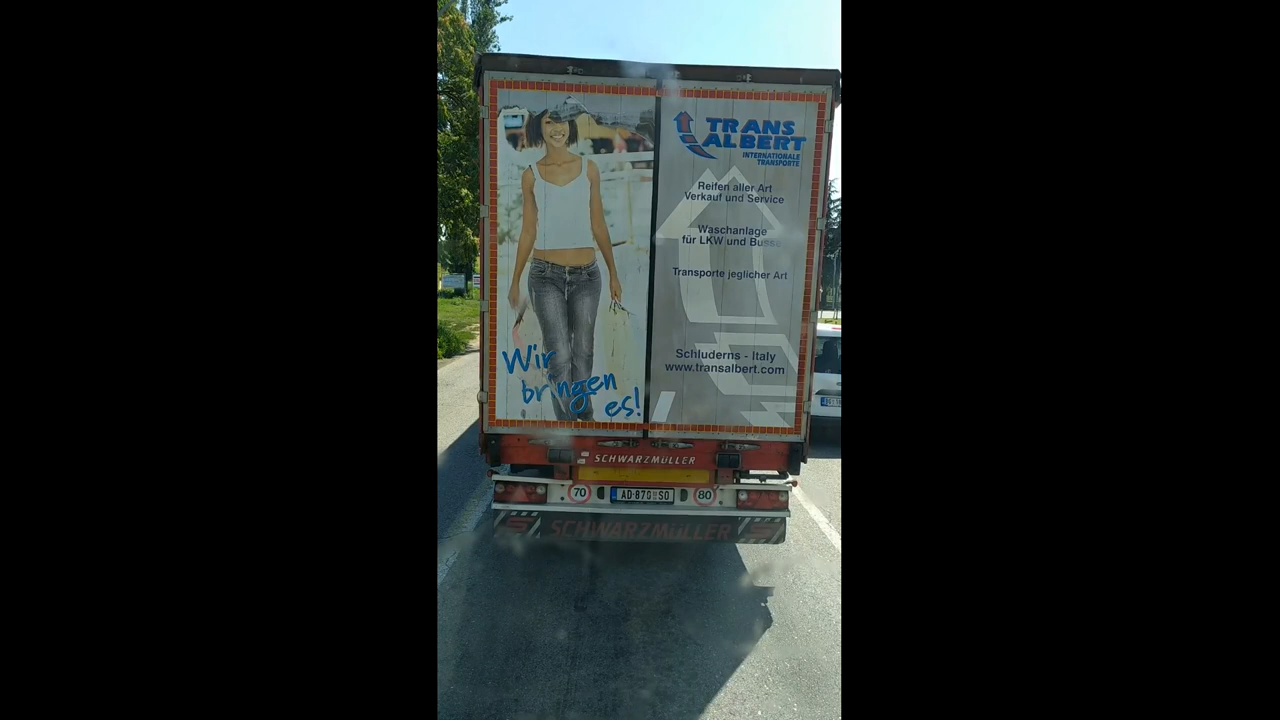 Wir
bringen
es!
TRANS
ALBERT
INTERNATIONALE
TRANSPORTE
Reifen aller Art
Verkauf und Service
Waschanlage
für LKW und Busse
Transporte jeglicher Art
Schluderns - Italy
www.transalbert.com
SCHWARZMÜLLER
70
AD 870 SO
80
SCHWARZMÜLLER